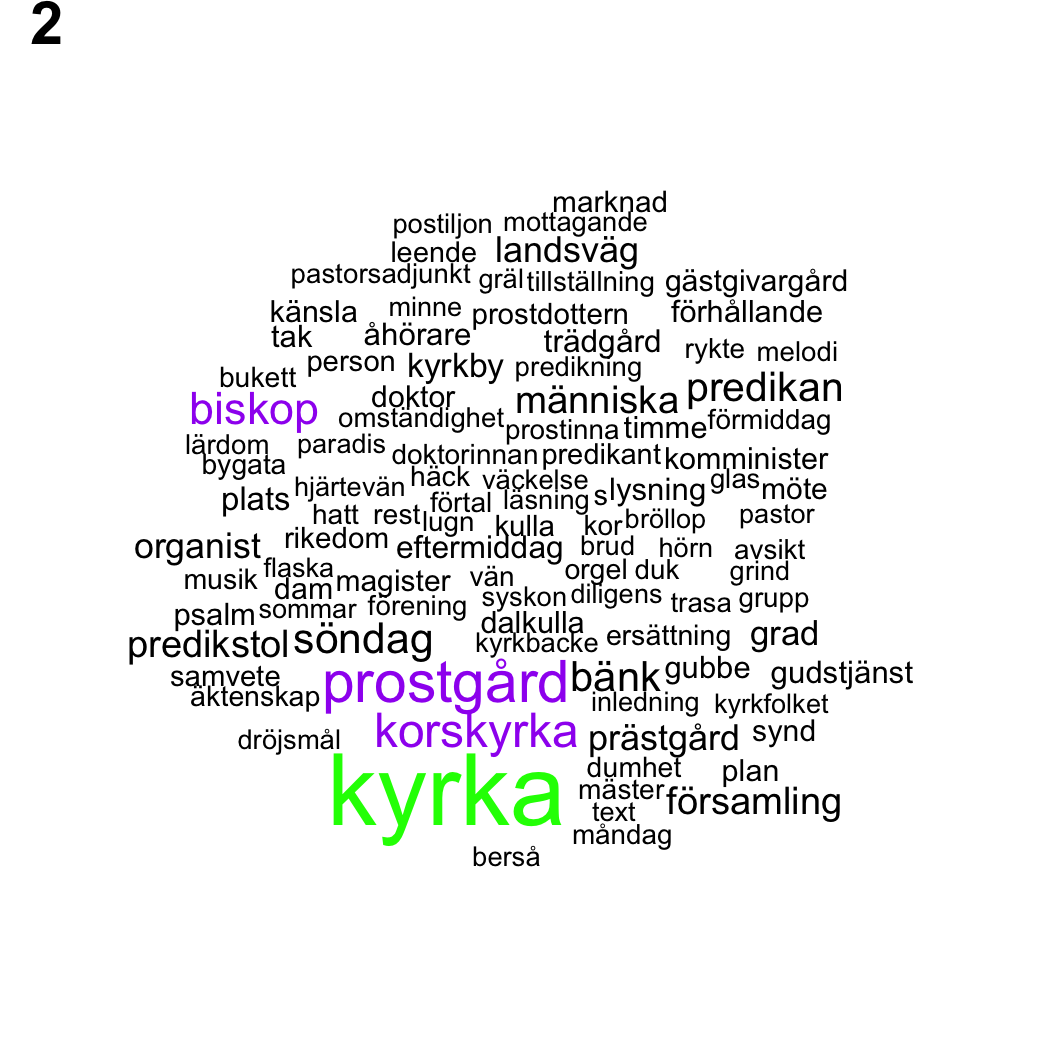 2
marknad
postiljon mottagande
leende landsväg
pastorsadjunkt gräl tillställning gästgivargård
känsla minne prostdottern förhållande
tak åhörare trädgård rykte melodi
bukett person kyrkby predikning
biskop doktor människa predikan
omständighet prostinna timme förmiddag
lärdom paradis doktorinnan predikant komminister
bygata häck väckelse glas
plats hjärtevän förtal läsning s lysning möte
hatt rest lugn kulla kor bröllop pastor
organist rikedom eftermiddag brud hörn avsikt
musik flaska magister vän orgel duk grind
dam syskon diligens trasa grupp
psalm sommar förening dalkulla
predikstol söndag kyrkbacke ersättning grad
samvete prostgård bänk gubbe gudstjänst
äktenskap inledning kyrkfolket
dröjsmål korskyrka prästgård synd
kyrka dumhet plan
mäster församling
text
måndag
berså